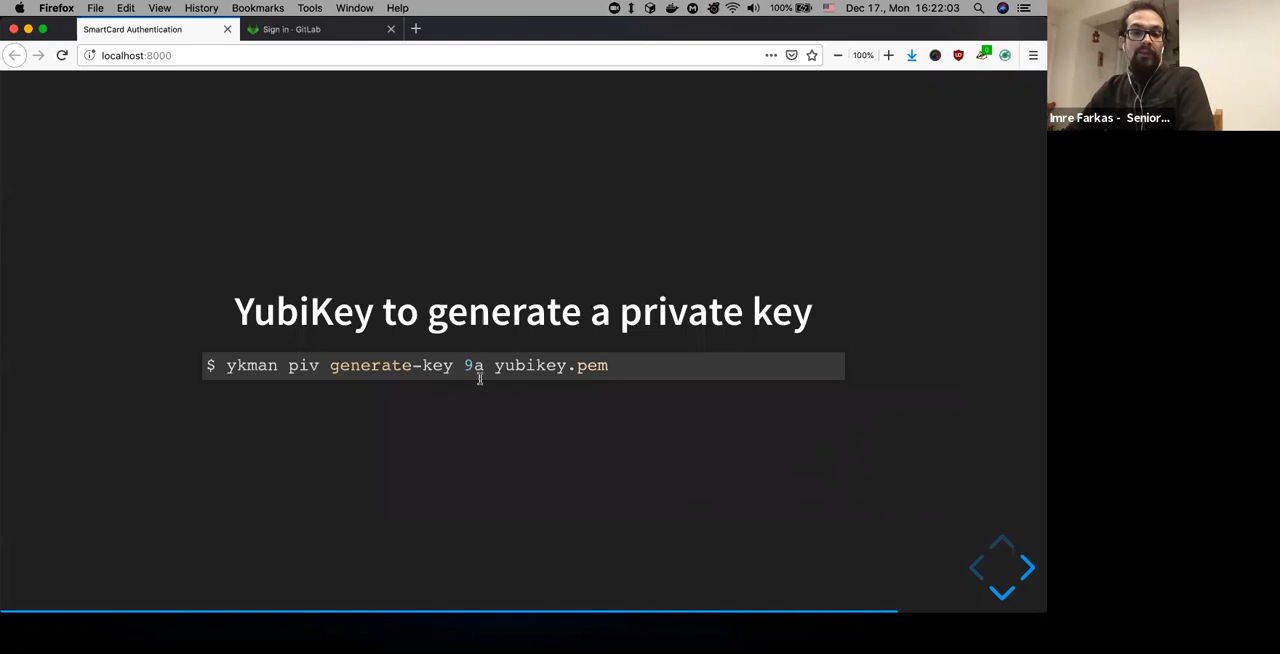 Firefox File Edit View History Bookmarks Tools Window Help 100% Dec 17., Mon 16:22:03
SmartCard Authentication Sign in · GitLab
localhost:8000 100% 0
Imre Farkas - Senior...
YubiKey to generate a private key
$ ykman piv generate-key 9a yubikey.pem